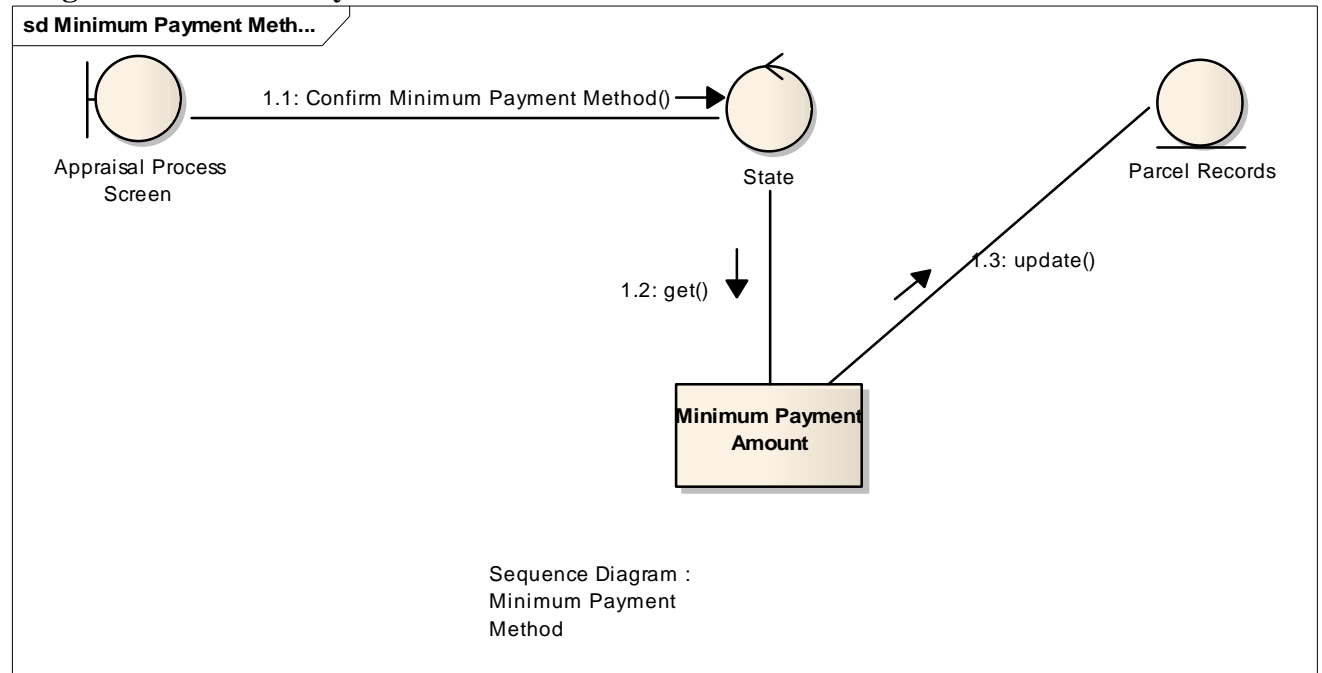 sd Minimum Payment Meth...
1.1: Confirm Minimum Payment Method()
Appraisal Process
Screen
State
Parcel Records
1.2: get()
1.3: update()
Minimum Payment
Amount
Sequence Diagram :
Minimum Payment
Method